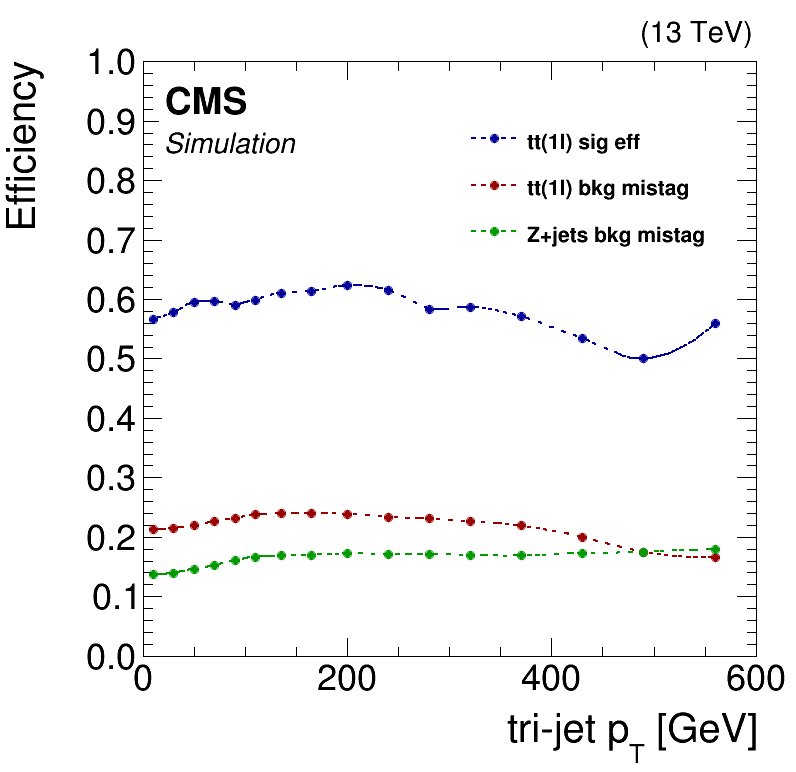 (13 TeV)
Efficiency
1.0
0.9
0.8
0.7
0.6
0.5
0.4
0.3
0.2
0.1
0.0
CMS
Simulation
tt(1l) sig eff
tt(1l) bkg mistag
Z+jets bkg mistag
0 200 400 600
tri-jet p_T [GeV]